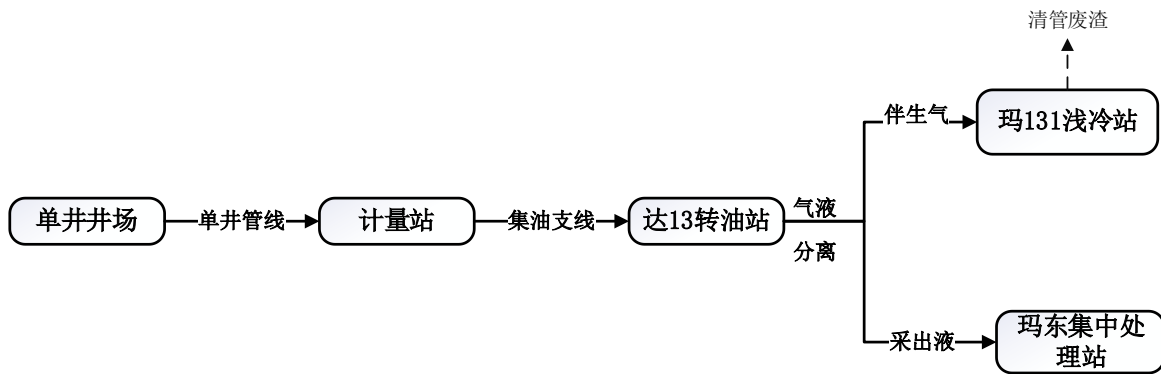 清管废渣
伴生气
玛131浅冷站
单井井场
单井管线
计量站
集油支线
达13转油站
气液
分离
采出液
玛东集中处
理站